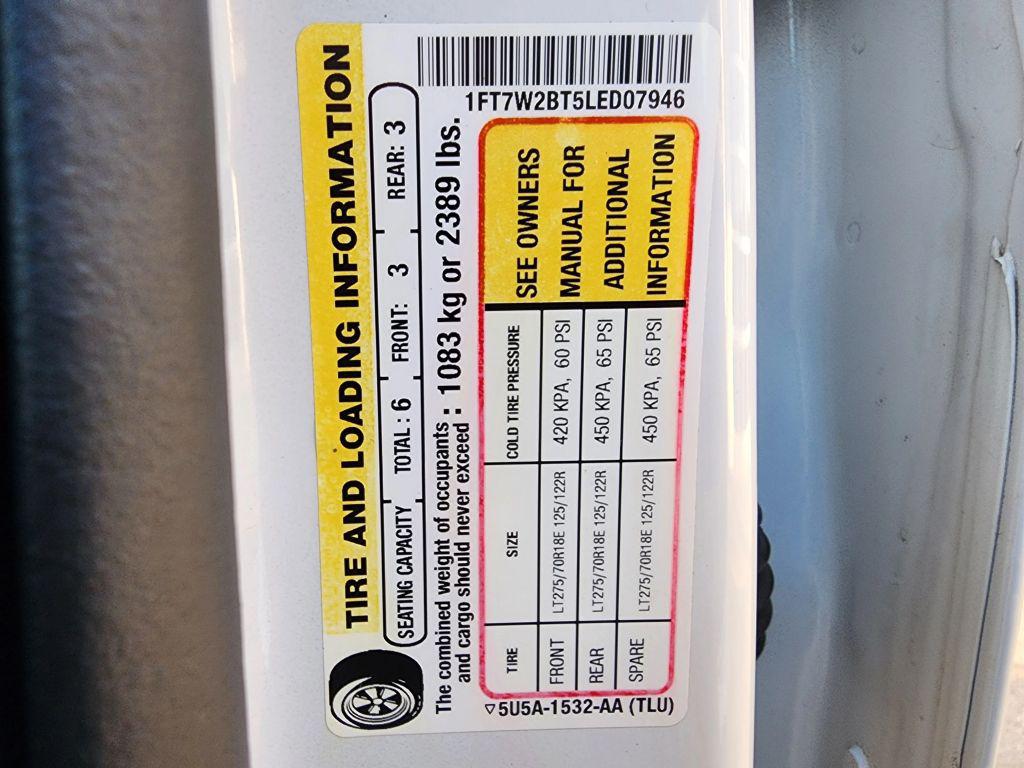 TIRE AND LOADING INFORMATION
SEATING CAPACITY TOTAL : 6 FRONT: 3 REAR: 3
The combined weight of occupants
and cargo should never exceed : 1083 kg or 2389 lbs.
TIRE SIZE COLD TIRE PRESSURE
FRONT LT275/70R18E 125/122R 420 KPA, 60 PSI
REAR LT275/70R18E 125/122R 450 KPA, 65 PSI
SPARE LT275/70R18E 125/122R 450 KPA, 65 PSI
SEE OWNERS
MANUAL FOR
ADDITIONAL
INFORMATION
5U5A-1532-AA (TLU)
1FT7W2BT5LED07946